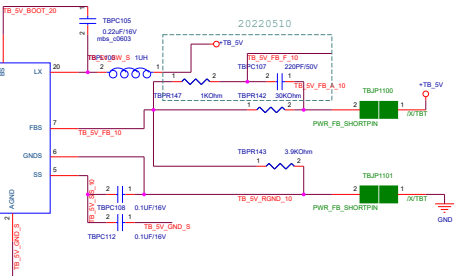 TB_5V_BOOT_20
TBPC105
0.22uF/16V
mbs_c0603
20220510
+TB_5V
BS
LX
20
1UH
TB_5V_FB_F_10
TBPC107
220PF/50V
TB_5V_FB_A_10
TBPR147
1KOhm
TBPR142
30KOhm
TBJP1100
+TB_5V
/X/TBT
PWR_FB_SHORTPIN
FBS
7
TB_5V_FB_10
GNDS
6
SS
5
TBPR143
3.9KOhm
TBJP1101
/X/TBT
PWR_FB_SHORTPIN
GND
TB_5V_RGND_10
TBPC108
0.1UF/16V
TBPC112
0.1UF/16V
TB_5V_GND_S
AGND
2
TB_5V_GND_S